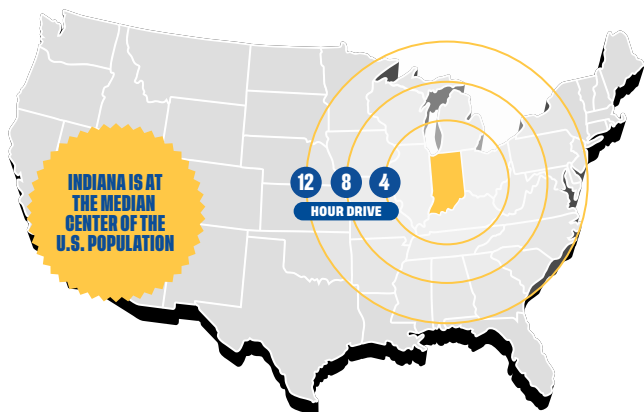 INDIANA IS AT
THE MEDIAN
CENTER OF THE
U.S. POPULATION
12 8 4
HOUR DRIVE